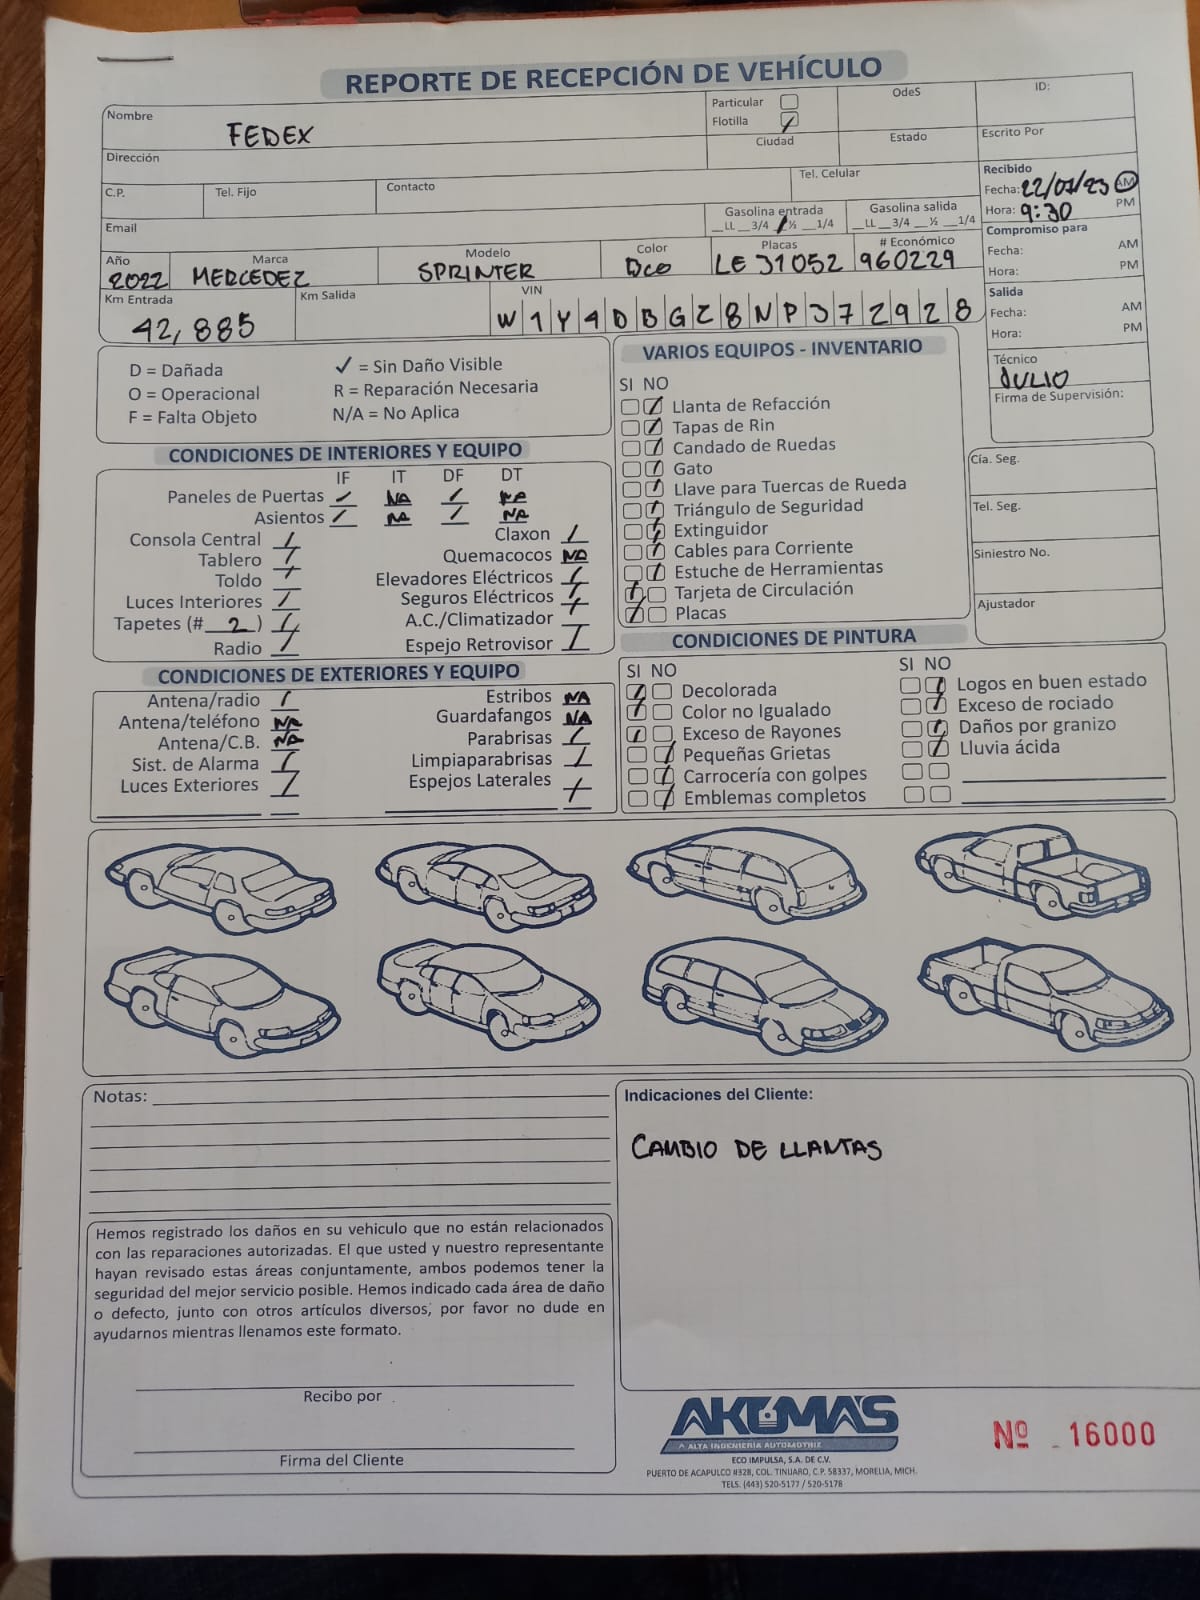 REPORTE DE RECEPCIÓN DE VEHÍCULO
Nombre FEDEX
Particular
Flotilla
OdeS
ID:
Dirección
Ciudad
Estado
Escrito Por
C.P.
Tel. Fijo
Contacto
Tel. Celular
Recibido
Fecha: 22/07/23 AM
Hora: 9:30 PM
Email
Gasolina entrada
__LL __3/4 __½ __1/4
Gasolina salida
__LL __3/4 __½ __1/4
Compromiso para
Fecha: AM
Hora: PM
Año 2022
Marca MERCEDEZ
Modelo SPRINTER
Color Dco
Placas LE 31052
# Económico 960229
Km Entrada 42,885
Km Salida
VIN W1Y4DBGZ8NP372928
Salida
Fecha: AM
Hora: PM
Técnico
JULIO
Firma de Supervisión:
D = Dañada
O = Operacional
F = Falta Objeto
✓ = Sin Daño Visible
R = Reparación Necesaria
N/A = No Aplica
VARIOS EQUIPOS - INVENTARIO
SI NO
Llanta de Refacción
Tapas de Rin
Candado de Ruedas
Gato
Llave para Tuercas de Rueda
Triángulo de Seguridad
Extinguidor
Cables para Corriente
Estuche de Herramientas
Tarjeta de Circulación
Placas
Cía. Seg.
Tel. Seg.
Siniestro No.
Ajustador
CONDICIONES DE INTERIORES Y EQUIPO
IF IT DF DT
Paneles de Puertas NA NA
Asientos NA NA
Consola Central
Tablero
Toldo
Luces Interiores
Tapetes (# 2 )
Radio
Claxon
Quemacocos NA
Elevadores Eléctricos
Seguros Eléctricos
A.C./Climatizador
Espejo Retrovisor
CONDICIONES DE EXTERIORES Y EQUIPO
Antena/radio
Antena/teléfono NA
Antena/C.B. NA
Sist. de Alarma
Luces Exteriores
Estribos NA
Guardafangos NA
Parabrisas
Limpiaparabrisas
Espejos Laterales
CONDICIONES DE PINTURA
SI NO
Decolorada
Color no Igualado
Exceso de Rayones
Pequeñas Grietas
Carrocería con golpes
Emblemas completos
SI NO
Logos en buen estado
Exceso de rociado
Daños por granizo
Lluvia ácida
Notas:
Indicaciones del Cliente:
CAMBIO DE LLANTAS
Hemos registrado los daños en su vehiculo que no están relacionados
con las reparaciones autorizadas. El que usted y nuestro representante
hayan revisado estas áreas conjuntamente, ambos podemos tener la
seguridad del mejor servicio posible. Hemos indicado cada área de daño
o defecto, junto con otros artículos diversos, por favor no dude en
ayudarnos mientras llenamos este formato.
Recibo por
Firma del Cliente
AKUMA'S
ALTA INGENIERÍA AUTOMOTRIZ
ECO IMPULSA, S.A. DE C.V.
PUERTO DE ACAPULCO #328, COL. TINIJARO, C.P. 58337, MORELIA, MICH.
TELS. (443) 520-5177 / 520-5178
Nº 16000